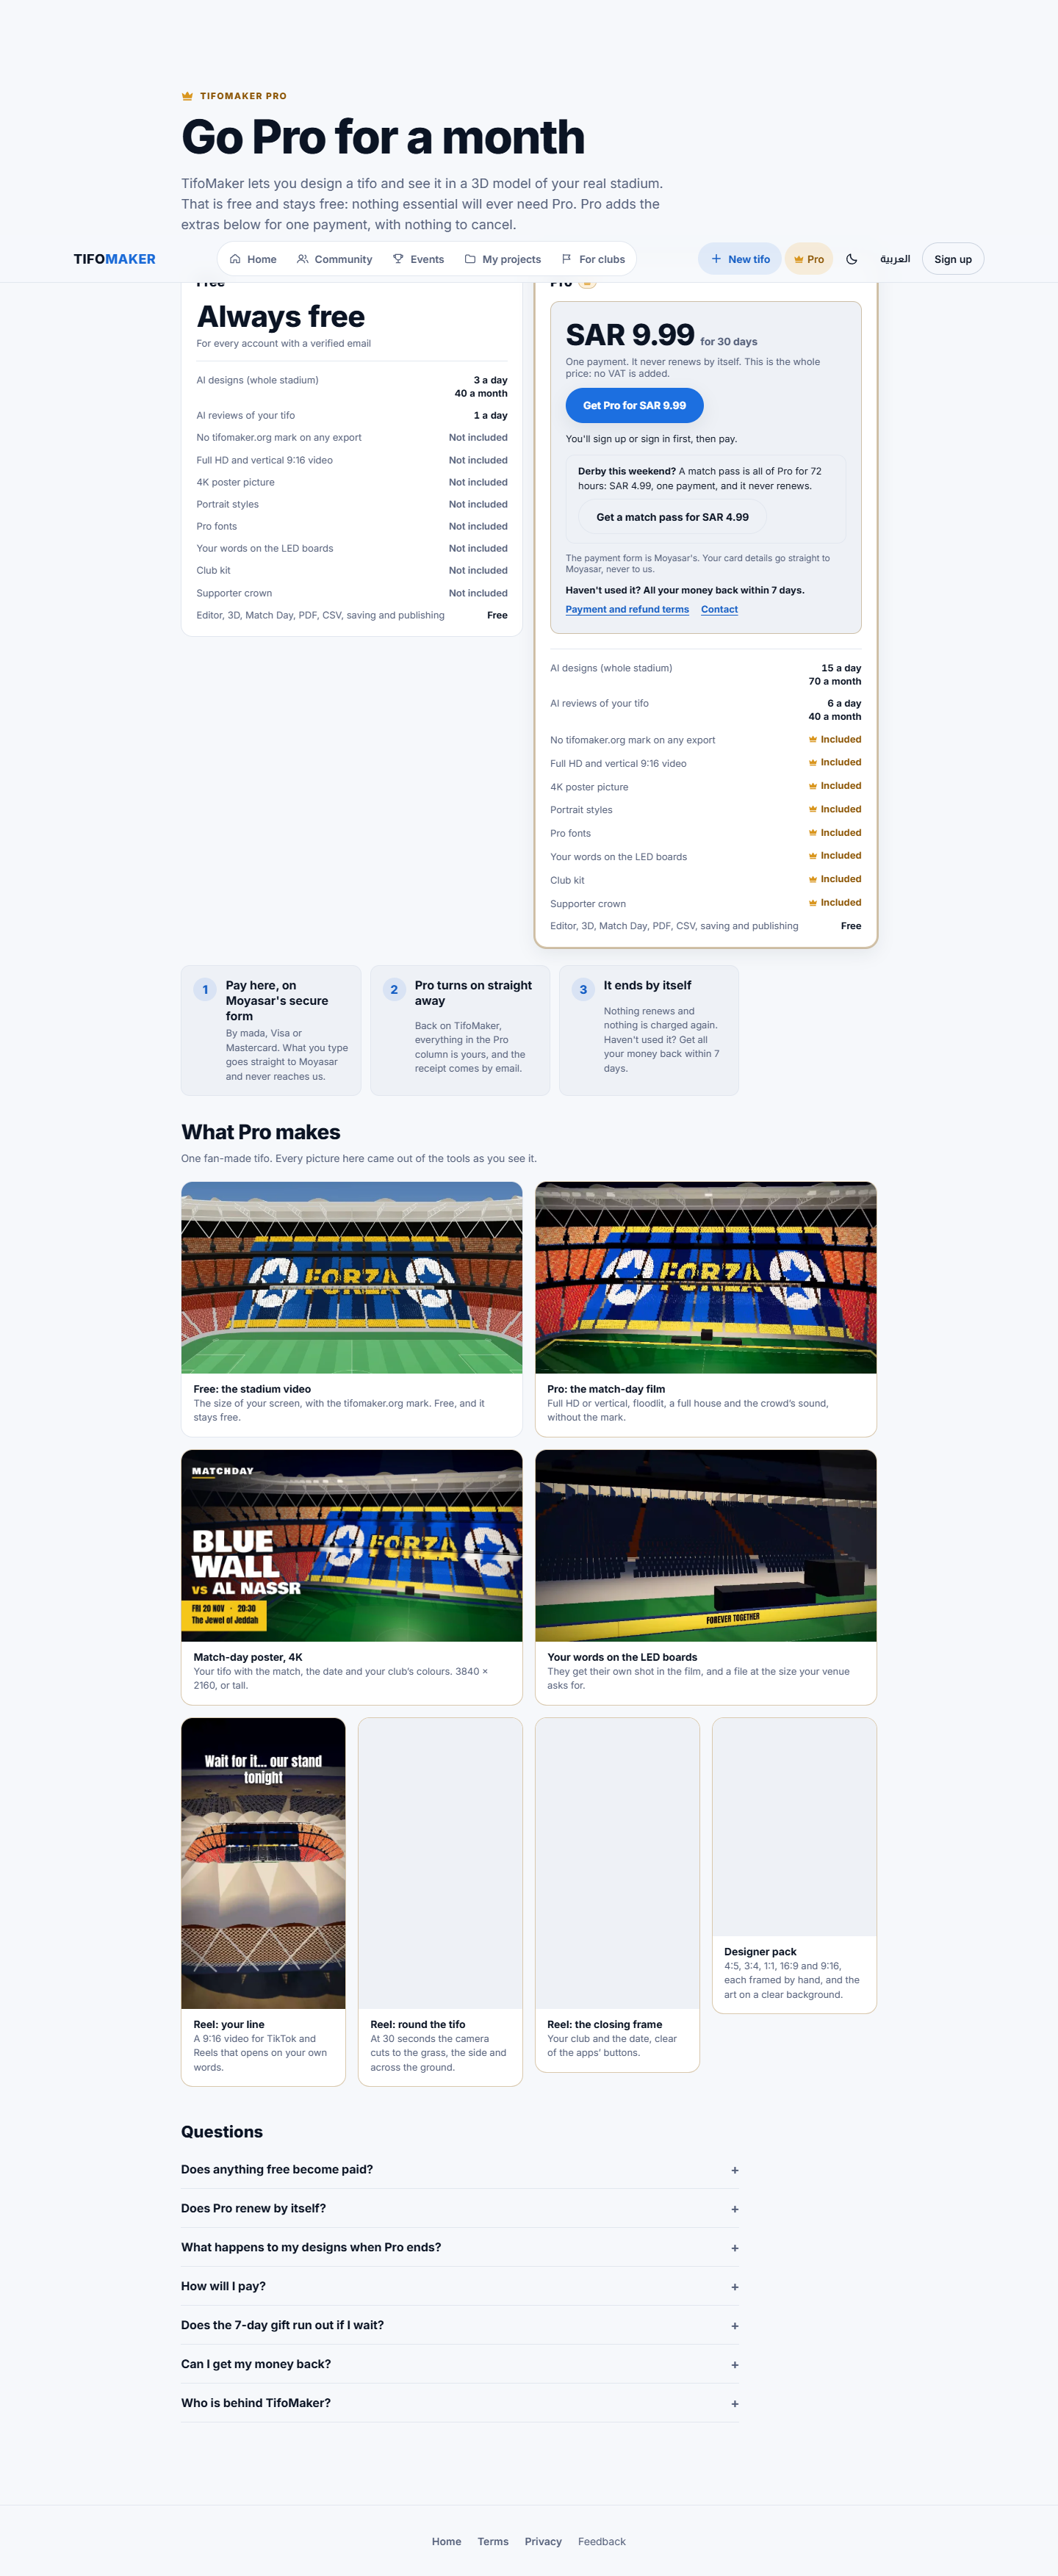 TIFOMAKER PRO
Go Pro for a month
TifoMaker lets you design a tifo and see it in a 3D model of your real stadium.
That is free and stays free: nothing essential will ever need Pro. Pro adds the
extras below for one payment, with nothing to cancel.
TIFOMAKER
Home
Community
Events
My projects
For clubs
New tifo
Pro
العربية
Sign up
Free
Always free
For every account with a verified email
AI designs (whole stadium) 3 a day
40 a month
AI reviews of your tifo 1 a day
No tifomaker.org mark on any export Not included
Full HD and vertical 9:16 video Not included
4K poster picture Not included
Portrait styles Not included
Pro fonts Not included
Your words on the LED boards Not included
Club kit Not included
Supporter crown Not included
Editor, 3D, Match Day, PDF, CSV, saving and publishing Free
Pro
SAR 9.99 for 30 days
One payment. It never renews by itself. This is the whole
price: no VAT is added.
Get Pro for SAR 9.99
You'll sign up or sign in first, then pay.
Derby this weekend? A match pass is all of Pro for 72
hours: SAR 4.99, one payment, and it never renews.
Get a match pass for SAR 4.99
The payment form is Moyasar's. Your card details go straight to
Moyasar, never to us.
Haven't used it? All your money back within 7 days.
Payment and refund terms Contact
AI designs (whole stadium) 15 a day
70 a month
AI reviews of your tifo 6 a day
40 a month
No tifomaker.org mark on any export Included
Full HD and vertical 9:16 video Included
4K poster picture Included
Portrait styles Included
Pro fonts Included
Your words on the LED boards Included
Club kit Included
Supporter crown Included
Editor, 3D, Match Day, PDF, CSV, saving and publishing Free
1
Pay here, on
Moyasar's secure
form
By mada, Visa or
Mastercard. What you type
goes straight to Moyasar
and never reaches us.
2
Pro turns on straight
away
Back on TifoMaker,
everything in the Pro
column is yours, and the
receipt comes by email.
3
It ends by itself
Nothing renews and
nothing is charged again.
Haven't used it? Get all
your money back within 7
days.
What Pro makes
One fan-made tifo. Every picture here came out of the tools as you see it.
FORZA
Free: the stadium video
The size of your screen, with the tifomaker.org mark. Free, and it
stays free.
FORZA
Pro: the match-day film
Full HD or vertical, floodlit, a full house and the crowd's sound,
without the mark.
MATCHDAY
FORZA
BLUE
WALL
VS AL NASSR
FRI 20 NOV · 20:30
The Jewel of Jeddah
Match-day poster, 4K
Your tifo with the match, the date and your club's colours. 3840 ×
2160, or tall.
FOREVER TOGETHER
Your words on the LED boards
They get their own shot in the film, and a file at the size your venue
asks for.
Wait for it... our stand
tonight
Reel: your line
A 9:16 video for TikTok and
Reels that opens on your own
words.
Reel: round the tifo
At 30 seconds the camera
cuts to the grass, the side and
across the ground.
Reel: the closing frame
Your club and the date, clear
of the apps' buttons.
Designer pack
4:5, 3:4, 1:1, 16:9 and 9:16,
each framed by hand, and the
art on a clear background.
Questions
Does anything free become paid? +
Does Pro renew by itself? +
What happens to my designs when Pro ends? +
How will I pay? +
Does the 7-day gift run out if I wait? +
Can I get my money back? +
Who is behind TifoMaker? +
Home Terms Privacy Feedback